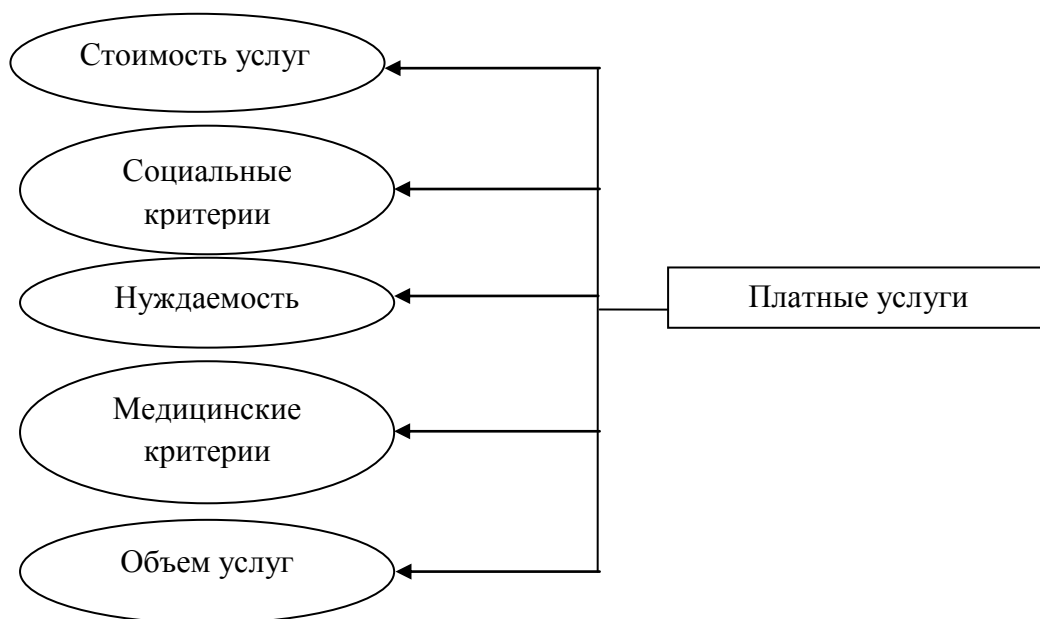 Стоимость услуг
Социальные
критерии
Нуждаемость
Платные услуги
Медицинские
критерии
Объем услуг